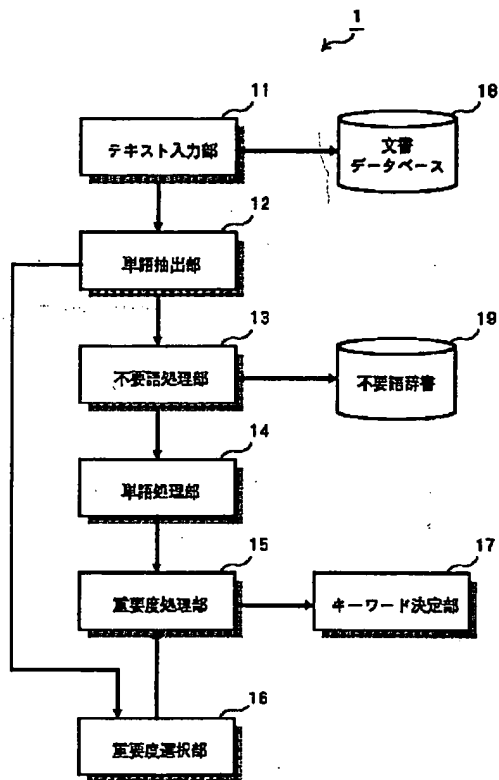 1
11
テキスト入力部
18
文書
データベース
12
単語抽出部
13
不要語処理部
19
不要語辞書
14
単語処理部
15
重要度処理部
17
キーワード決定部
16
重要度選択部